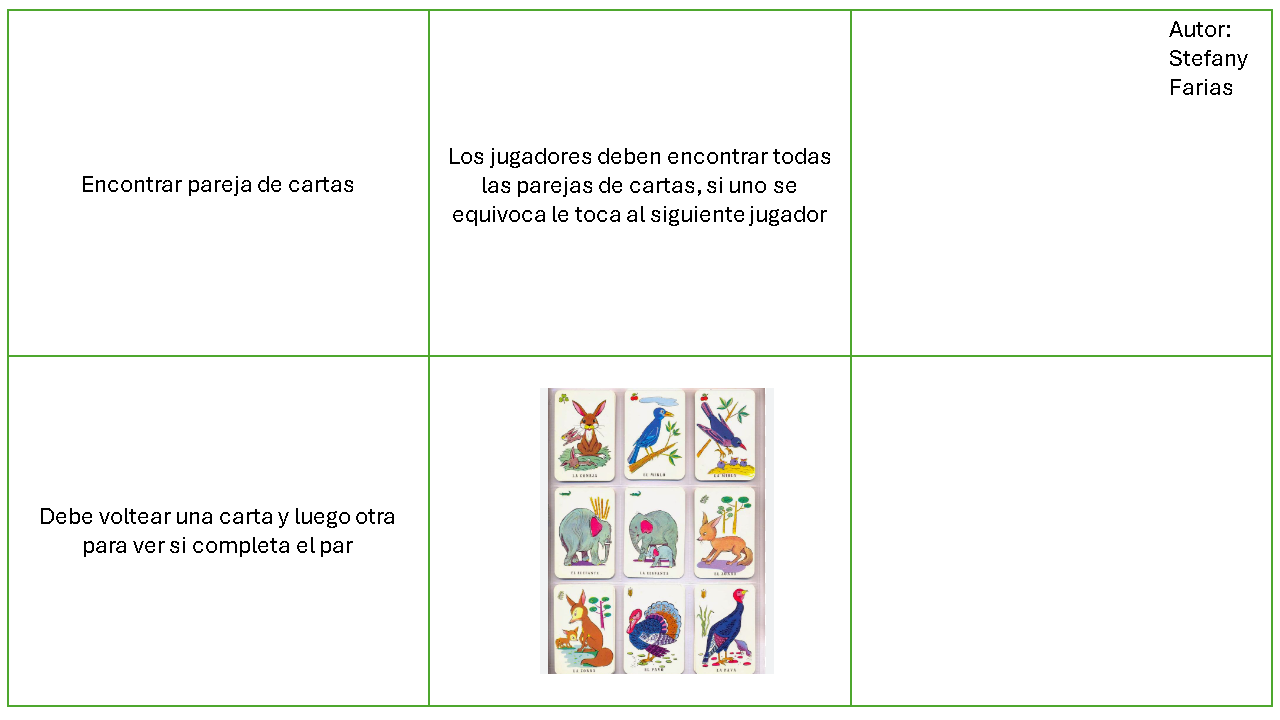 Autor:
Stefany
Farias
Encontrar pareja de cartas
Los jugadores deben encontrar todas
las parejas de cartas, si uno se
equivoca le toca al siguiente jugador
Debe voltear una carta y luego otra
para ver si completa el par
EL MIRLO
LA MIRLA
EL ELEFANTE
LA ELEFANTA
EL ZORRO
LA ZORRA
EL PAVO
LA PAVA